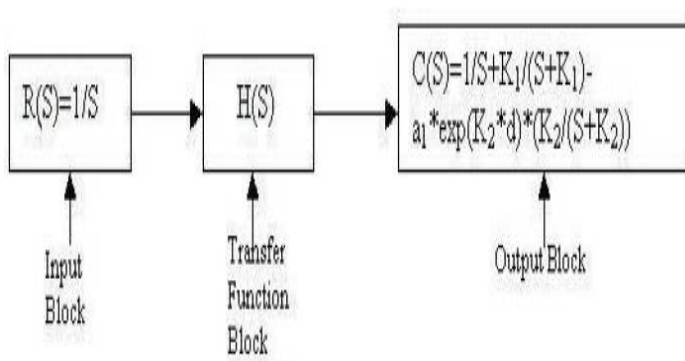 R(S)=1/S
H(S)
C(S)=1/S+K₁/(S+K₁)-
a₁*exp(K₂*d)*(K₂/(S+K₂))
Input
Block
Transfer
Function
Block
Output Block